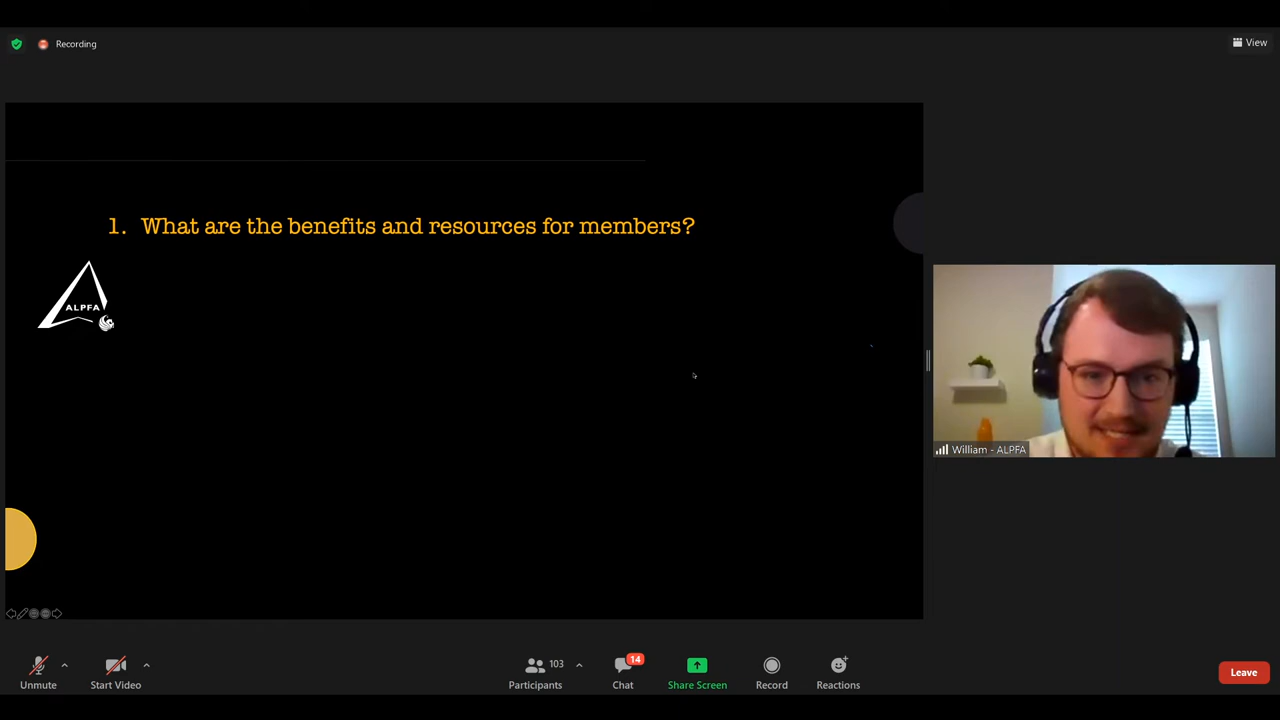 Recording
View
1. What are the benefits and resources for members?
ALPFA
William - ALPFA
103
14
Unmute
Start Video
Participants
Chat
Share Screen
Record
Reactions
Leave